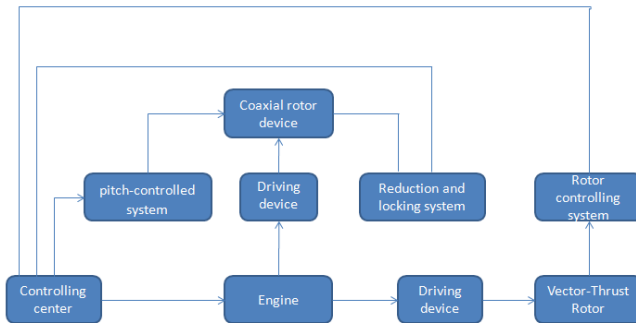 Coaxial rotor
device
pitch-controlled
system
Driving
device
Reduction and
locking system
Rotor
controlling
system
Controlling
center
Engine
Driving
device
Vector-Thrust
Rotor